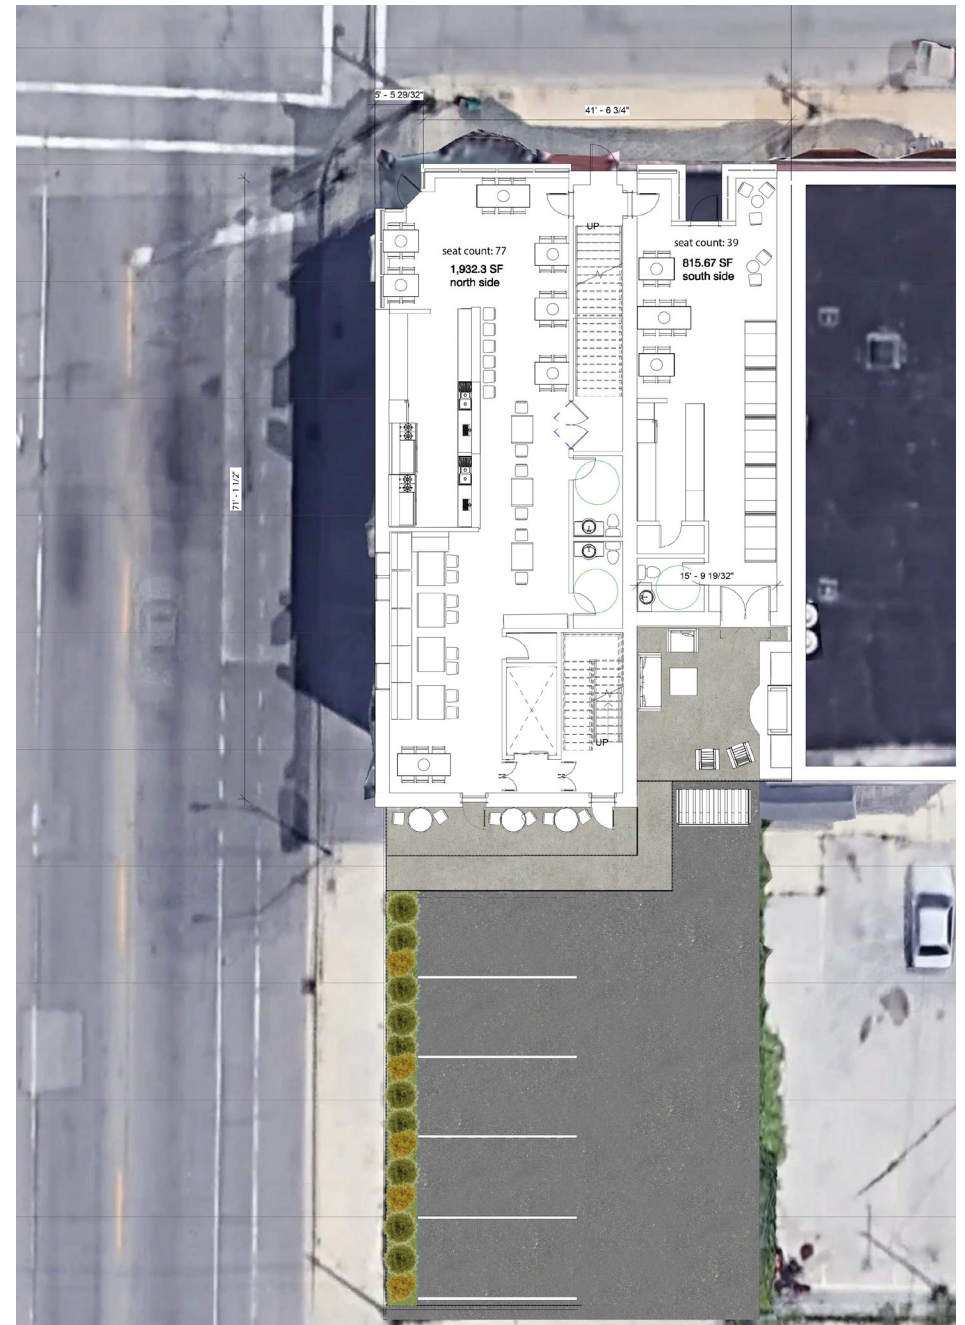 5' - 5 29/32"
41' - 6 3/4"
UP
seat count: 77
1,932.3 SF
north side
seat count: 39
815.67 SF
south side
71' - 1 1/2"
15' - 9 19/32"
UP